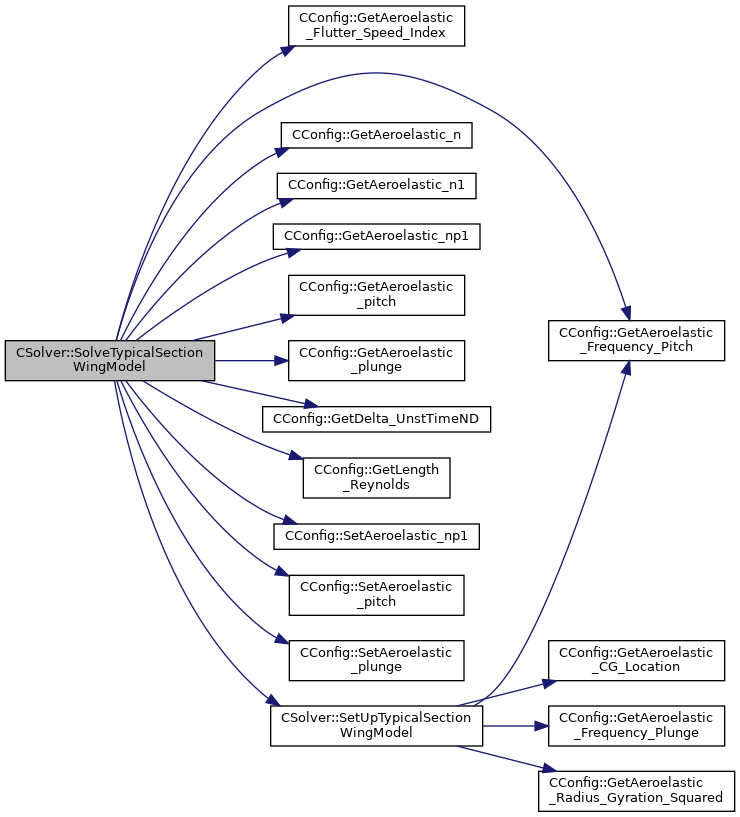 CConfig::GetAeroelastic
_Flutter_Speed_Index
CConfig::GetAeroelastic_n
CConfig::GetAeroelastic_n1
CConfig::GetAeroelastic_np1
CConfig::GetAeroelastic
_pitch
CConfig::GetAeroelastic
_Frequency_Pitch
CSolver::SolveTypicalSection
WingModel
CConfig::GetAeroelastic
_plunge
CConfig::GetDelta_UnstTimeND
CConfig::GetLength
_Reynolds
CConfig::SetAeroelastic_np1
CConfig::SetAeroelastic
_pitch
CConfig::SetAeroelastic
_plunge
CConfig::GetAeroelastic
_CG_Location
CSolver::SetUpTypicalSection
WingModel
CConfig::GetAeroelastic
_Frequency_Plunge
CConfig::GetAeroelastic
_Radius_Gyration_Squared